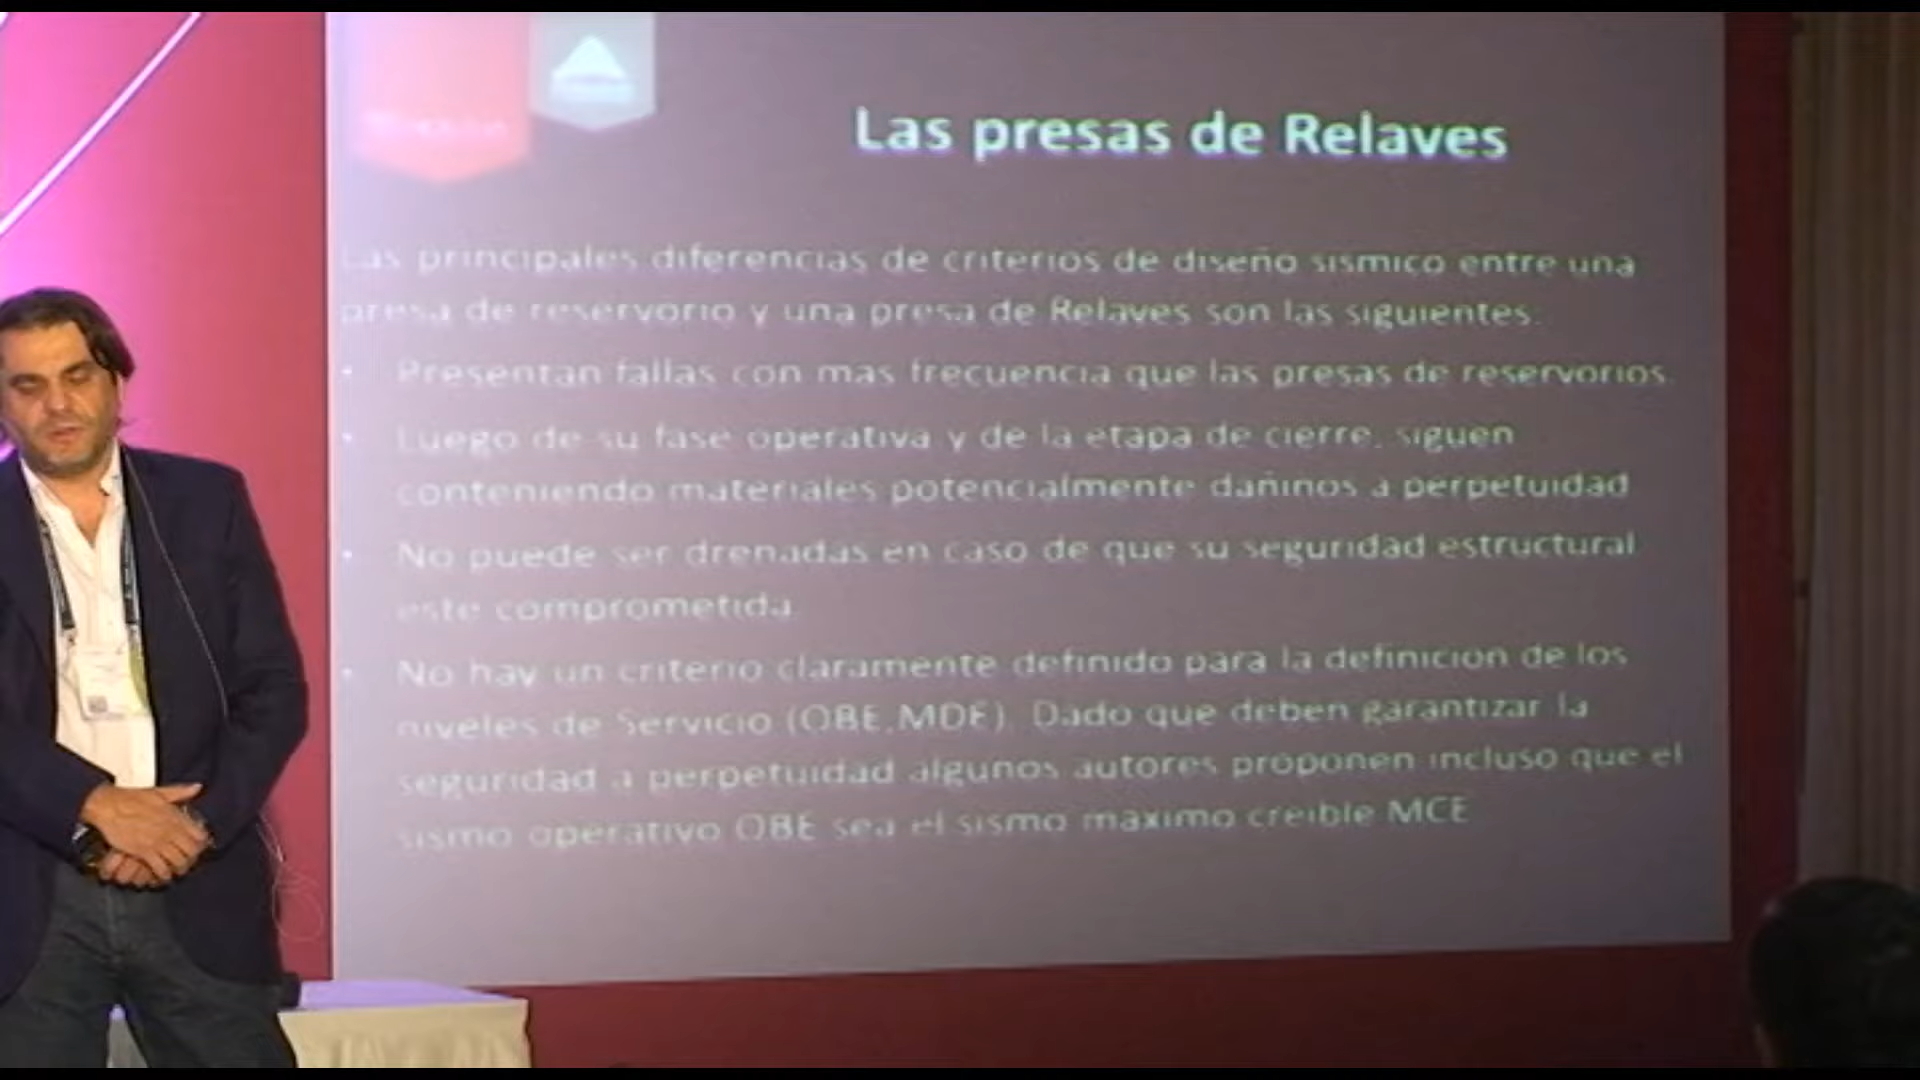 Las presas de Relaves
Las principales diferencias de criterios de diseño sismico entre una
presa de reservorio y una presa de Relaves son las siguientes:
• Presentan fallas con mas frecuencia que las presas de reservorios.
• Luego de su fase operativa y de la etapa de cierre, siguen
conteniendo materiales potencialmente dañinos a perpetuidad
• No puede ser drenadas en caso de que su seguridad estructural
este comprometida.
• No hay un criterio claramente definido para la definicion de los
niveles de Servicio (OBE,MDE). Dado que deben garantizar la
seguridad a perpetuidad algunos autores proponen incluso que el
sismo operativo OBE sea el sismo maximo creible MCE